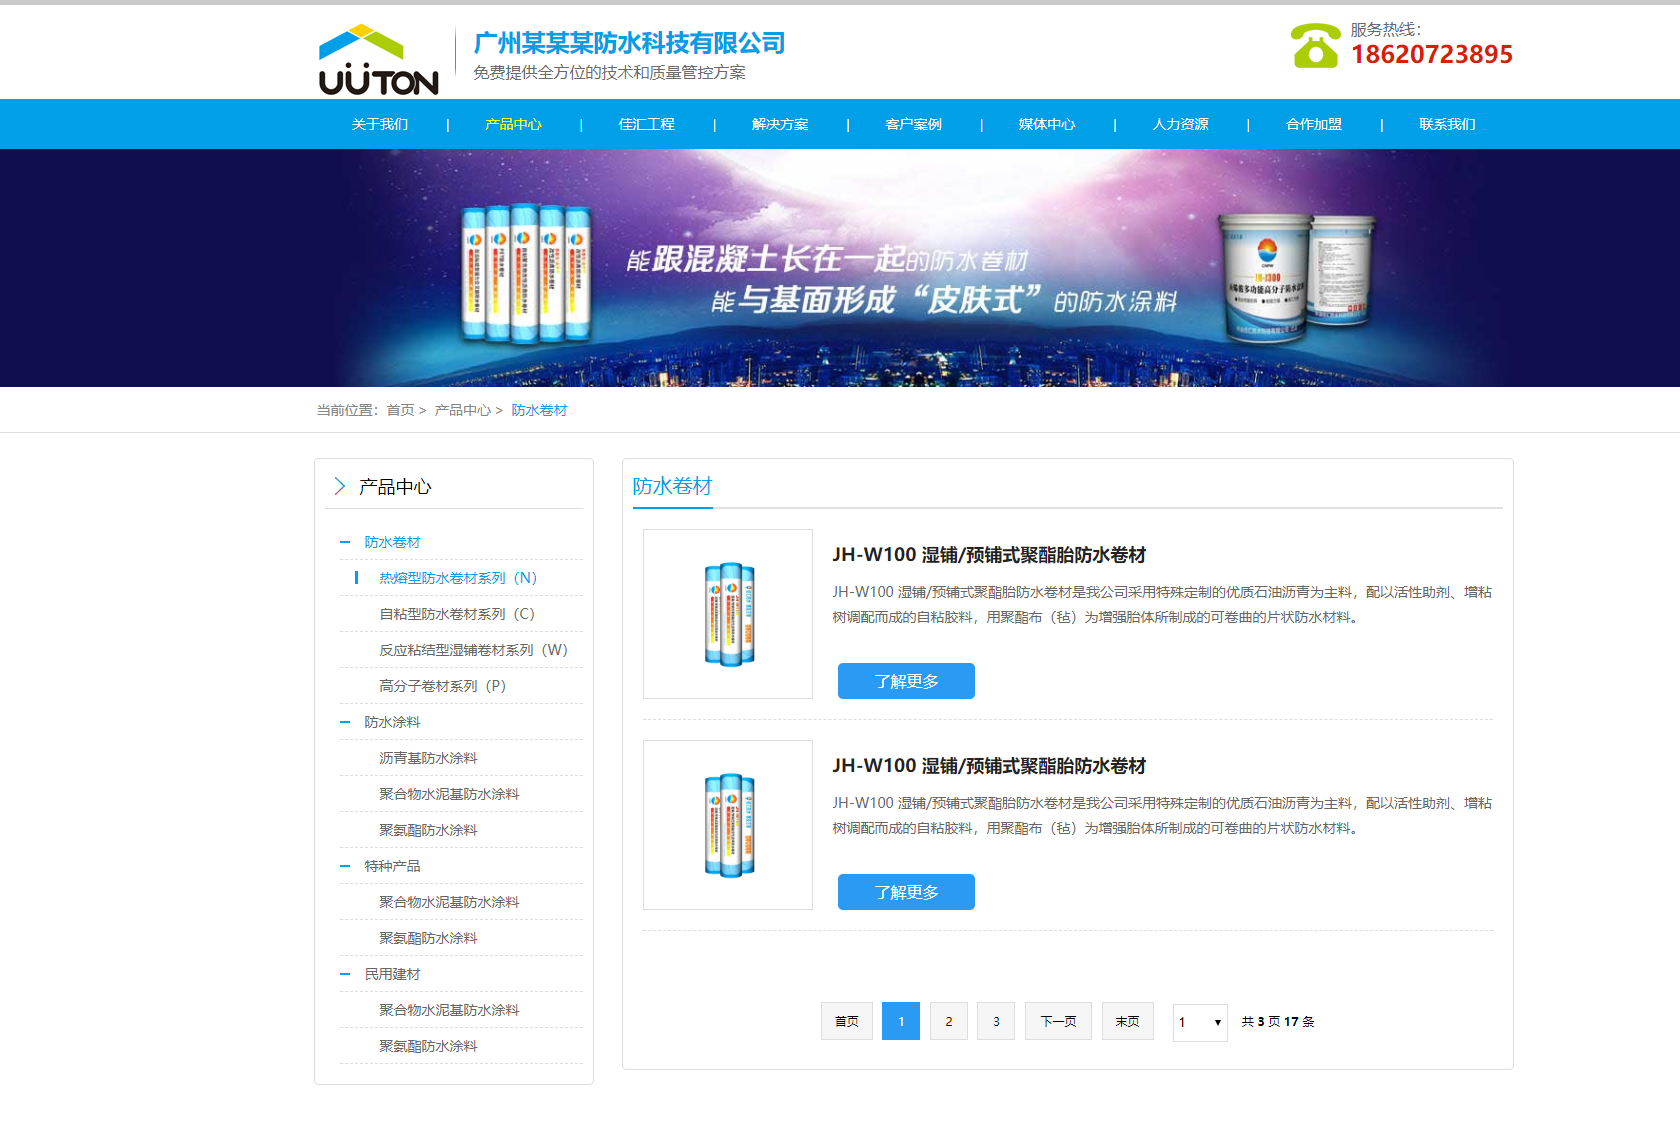 UÜTON
广州某某某防水科技有限公司
免费提供全方位的技术和质量管控方案
服务热线：
18620723895
关于我们 | 产品中心 | 佳汇工程 | 解决方案 | 客户案例 | 媒体中心 | 人力资源 | 合作加盟 | 联系我们
能跟混凝土长在一起的防水卷材
能与基面形成“皮肤式”的防水涂料
JH-1300
当前位置：首页 > 产品中心 > 防水卷材
产品中心
防水卷材
热熔型防水卷材系列（N）
自粘型防水卷材系列（C）
反应粘结型湿铺卷材系列（W）
高分子卷材系列（P）
防水涂料
沥青基防水涂料
聚合物水泥基防水涂料
聚氨酯防水涂料
特种产品
聚合物水泥基防水涂料
聚氨酯防水涂料
民用建材
聚合物水泥基防水涂料
聚氨酯防水涂料
防水卷材
JH-W100 湿铺/预铺式聚酯胎防水卷材
JH-W100 湿铺/预铺式聚酯胎防水卷材是我公司采用特殊定制的优质石油沥青为主料，配以活性助剂、增粘
树调配而成的自粘胶料，用聚酯布（毡）为增强胎体所制成的可卷曲的片状防水材料。
了解更多
JH-W100 湿铺/预铺式聚酯胎防水卷材
JH-W100 湿铺/预铺式聚酯胎防水卷材是我公司采用特殊定制的优质石油沥青为主料，配以活性助剂、增粘
树调配而成的自粘胶料，用聚酯布（毡）为增强胎体所制成的可卷曲的片状防水材料。
了解更多
首页 1 2 3 下一页 末页 1 共 3 页 17 条